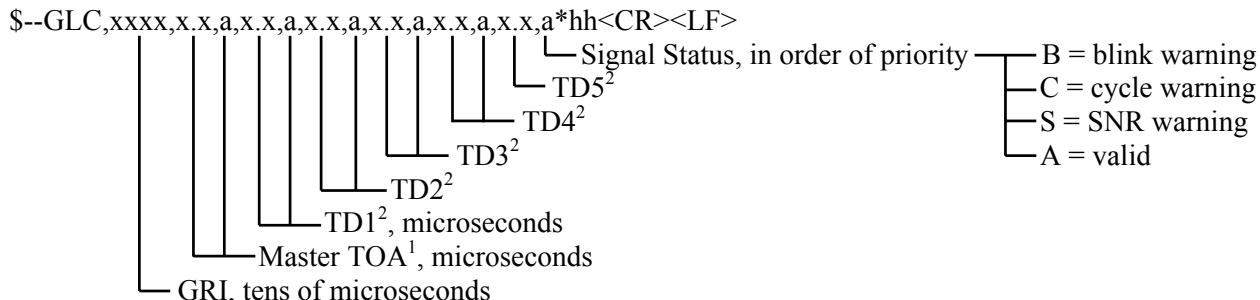 $--GLC,xxxx,x.x,a,x.x,a,x.x,a,x.x,a,x.x,a,x.x,a*hh<CR><LF>
Signal Status, in order of priority
B = blink warning
C = cycle warning
S = SNR warning
A = valid
TD5²
TD4²
TD3²
TD2²
TD1², microseconds
Master TOA¹, microseconds
GRI, tens of microseconds